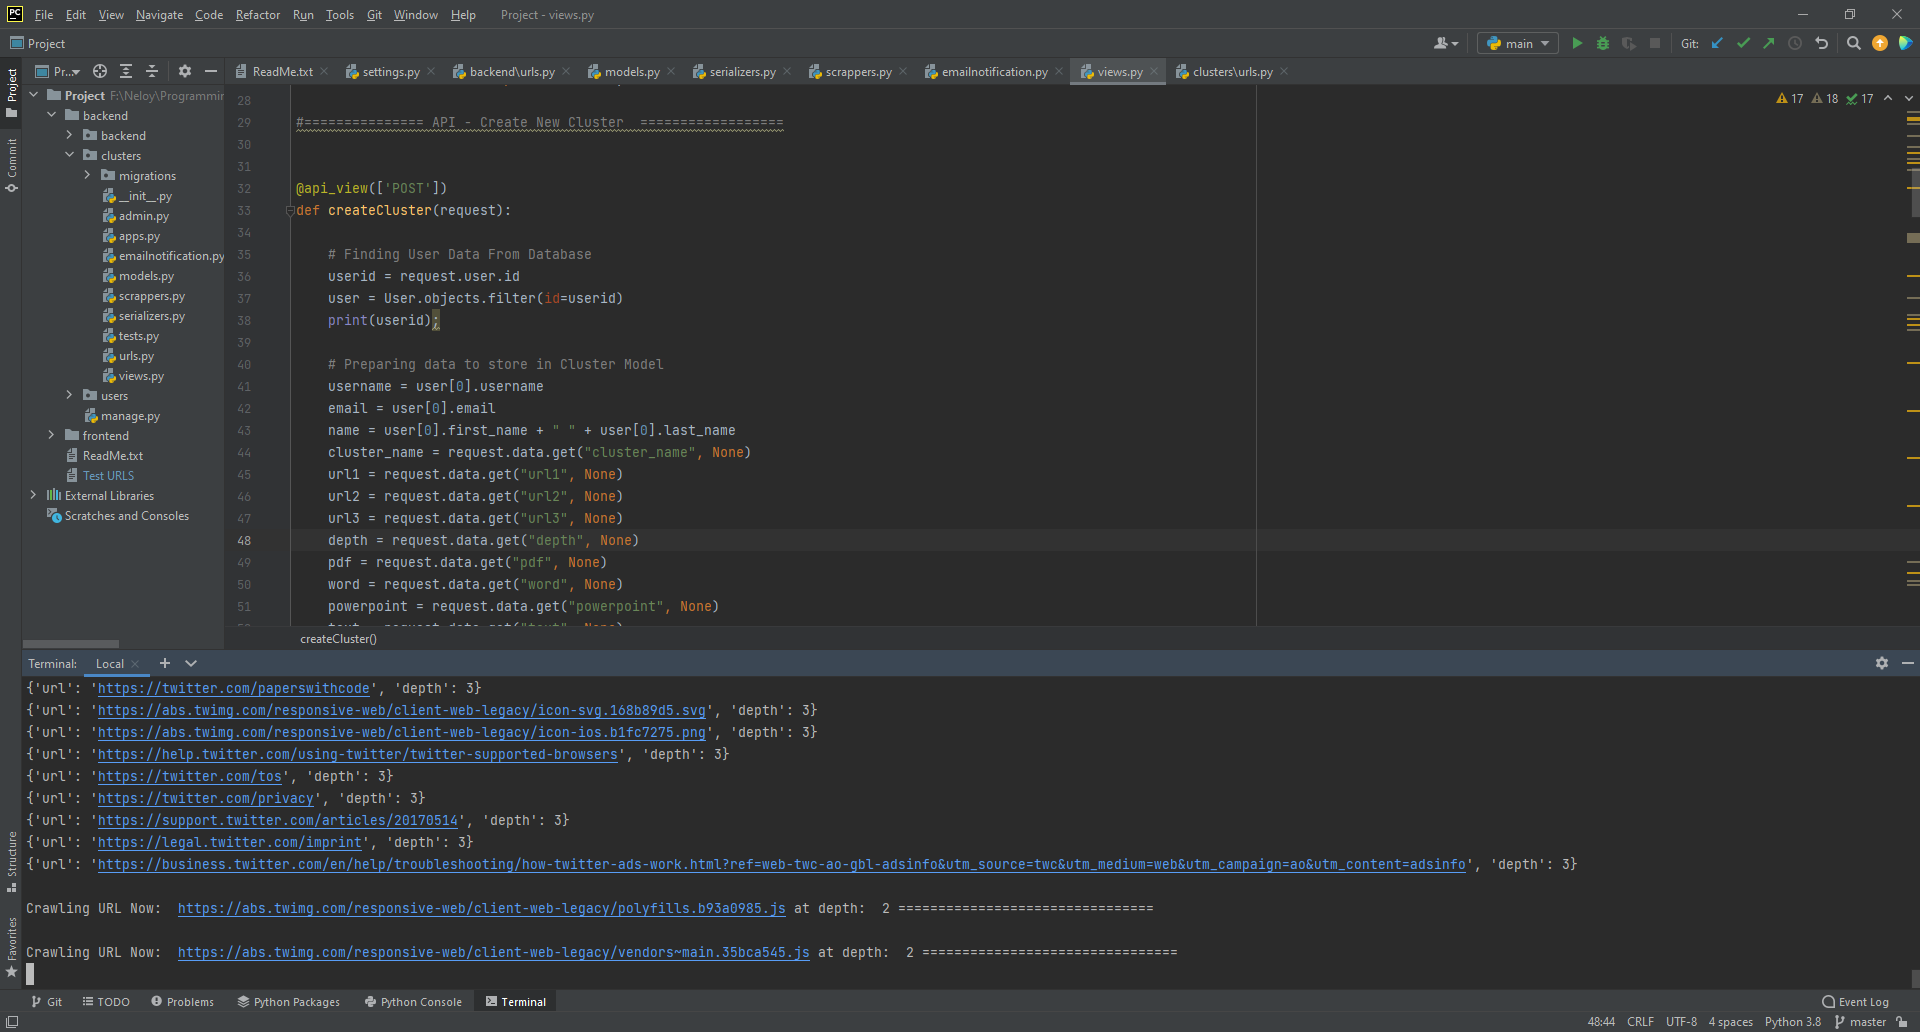 PC File Edit View Navigate Code Refactor Run Tools Git Window Help Project - views.py
Project main Git:
Pr... ReadMe.txt settings.py backend\urls.py models.py serializers.py scrappers.py emailnotification.py views.py clusters\urls.py
Project
Commit
Structure
Favorites
Project F:\Neloy\Programmin
backend
backend
clusters
migrations
__init__.py
admin.py
apps.py
emailnotification.py
models.py
scrappers.py
serializers.py
tests.py
urls.py
views.py
users
manage.py
frontend
ReadMe.txt
Test URLS
External Libraries
Scratches and Consoles
17 18 17
28
29 #=============== API - Create New Cluster ==================
30
31
32 @api_view(['POST'])
33 def createCluster(request):
34
35 # Finding User Data From Database
36 userid = request.user.id
37 user = User.objects.filter(id=userid)
38 print(userid);
39
40 # Preparing data to store in Cluster Model
41 username = user[0].username
42 email = user[0].email
43 name = user[0].first_name + " " + user[0].last_name
44 cluster_name = request.data.get("cluster_name", None)
45 url1 = request.data.get("url1", None)
46 url2 = request.data.get("url2", None)
47 url3 = request.data.get("url3", None)
48 depth = request.data.get("depth", None)
49 pdf = request.data.get("pdf", None)
50 word = request.data.get("word", None)
51 powerpoint = request.data.get("powerpoint", None)
createCluster()
Terminal: Local
{'url': 'https://twitter.com/paperswithcode', 'depth': 3}
{'url': 'https://abs.twimg.com/responsive-web/client-web-legacy/icon-svg.168b89d5.svg', 'depth': 3}
{'url': 'https://abs.twimg.com/responsive-web/client-web-legacy/icon-ios.b1fc7275.png', 'depth': 3}
{'url': 'https://help.twitter.com/using-twitter/twitter-supported-browsers', 'depth': 3}
{'url': 'https://twitter.com/tos', 'depth': 3}
{'url': 'https://twitter.com/privacy', 'depth': 3}
{'url': 'https://support.twitter.com/articles/20170514', 'depth': 3}
{'url': 'https://legal.twitter.com/imprint', 'depth': 3}
{'url': 'https://business.twitter.com/en/help/troubleshooting/how-twitter-ads-work.html?ref=web-twc-ao-gbl-adsinfo&utm_source=twc&utm_medium=web&utm_campaign=ao&utm_content=adsinfo', 'depth': 3}
Crawling URL Now: https://abs.twimg.com/responsive-web/client-web-legacy/polyfills.b93a0985.js at depth: 2 ================================
Crawling URL Now: https://abs.twimg.com/responsive-web/client-web-legacy/vendors~main.35bca545.js at depth: 2 ================================
Git TODO Problems Python Packages Python Console Terminal Event Log
48:44 CRLF UTF-8 4 spaces Python 3.8 master